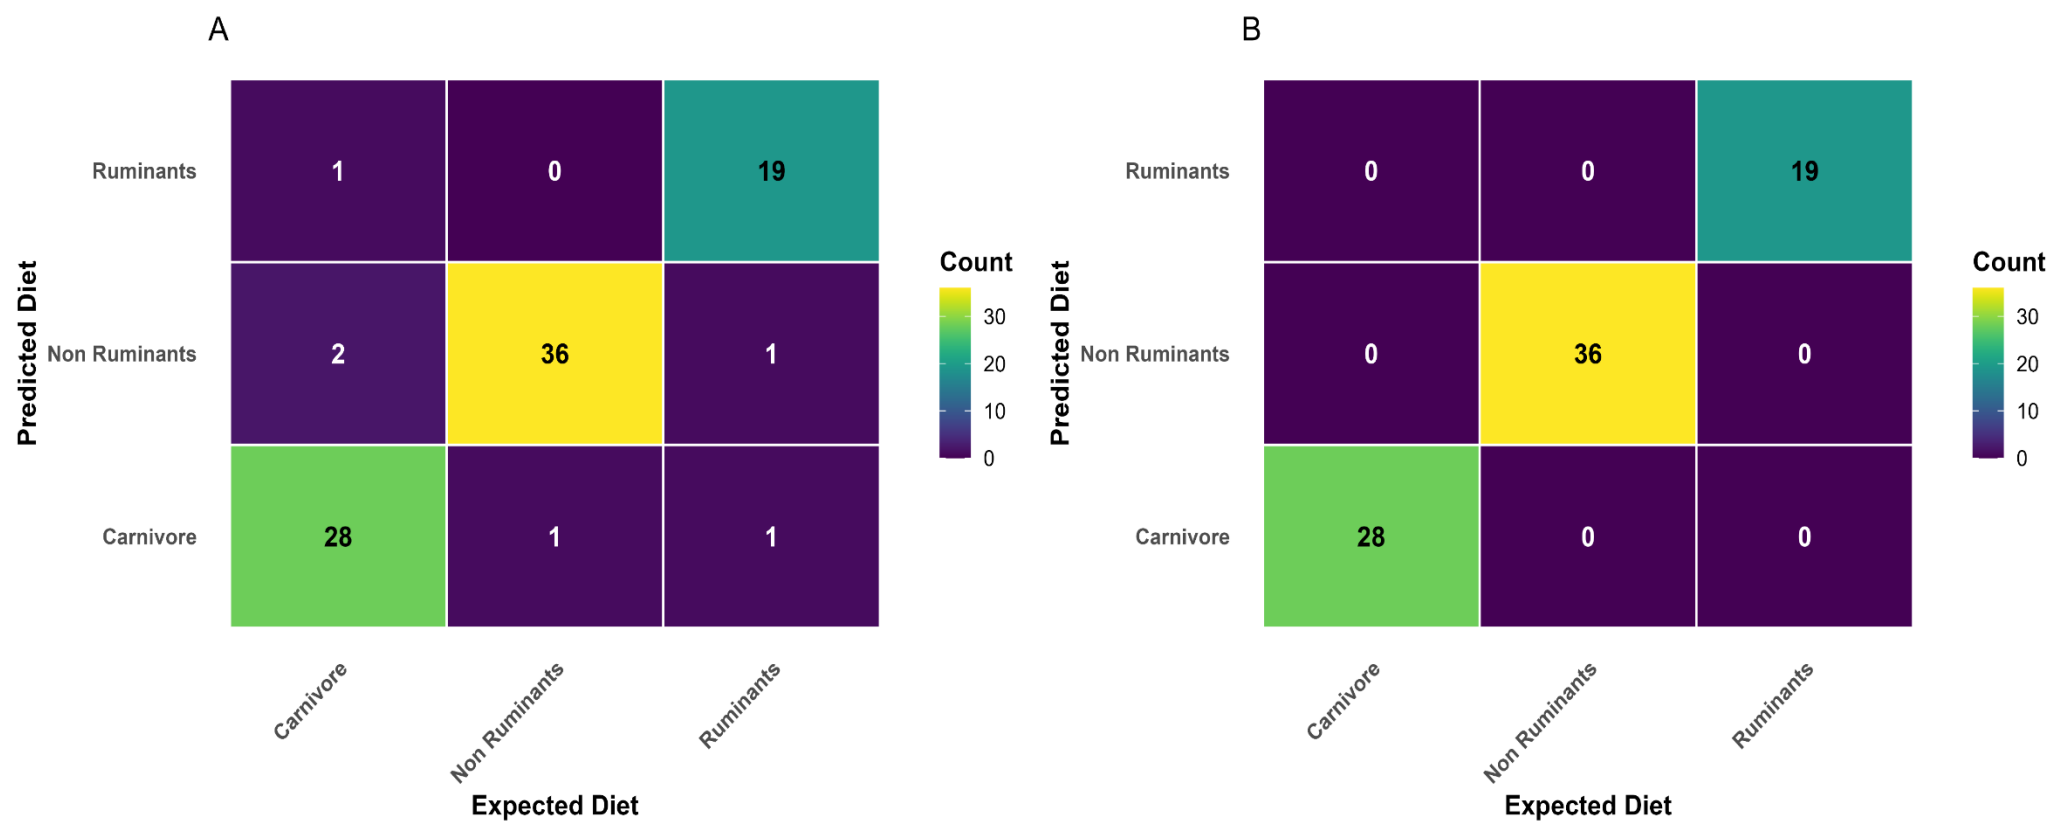 A
Predicted Diet
Ruminants
1 0 19
Non Ruminants
2 36 1
Carnivore
28 1 1
Carnivore
Non Ruminants
Ruminants
Expected Diet
Count
30
20
10
0
B
Predicted Diet
Ruminants
0 0 19
Non Ruminants
0 36 0
Carnivore
28 0 0
Carnivore
Non Ruminants
Ruminants
Expected Diet
Count
30
20
10
0